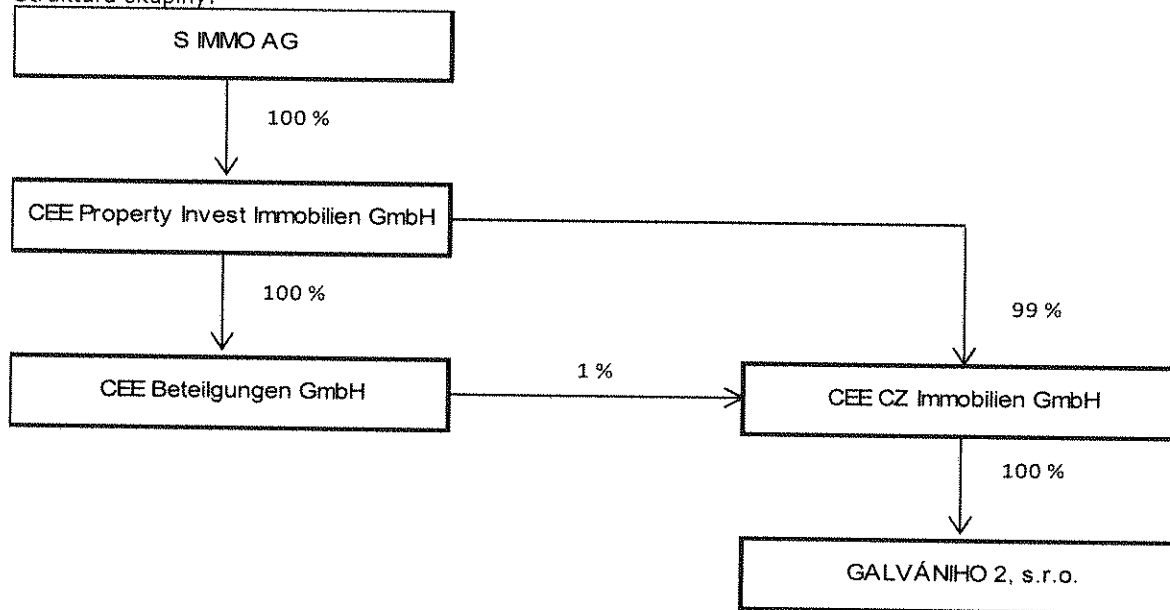 S IMMO AG
100 %
CEE Property Invest Immobilien GmbH
100 %
99 %
CEE Beteilgungen GmbH
1 %
CEE CZ Immobilien GmbH
100 %
GALVÁNIHO 2, s.r.o.